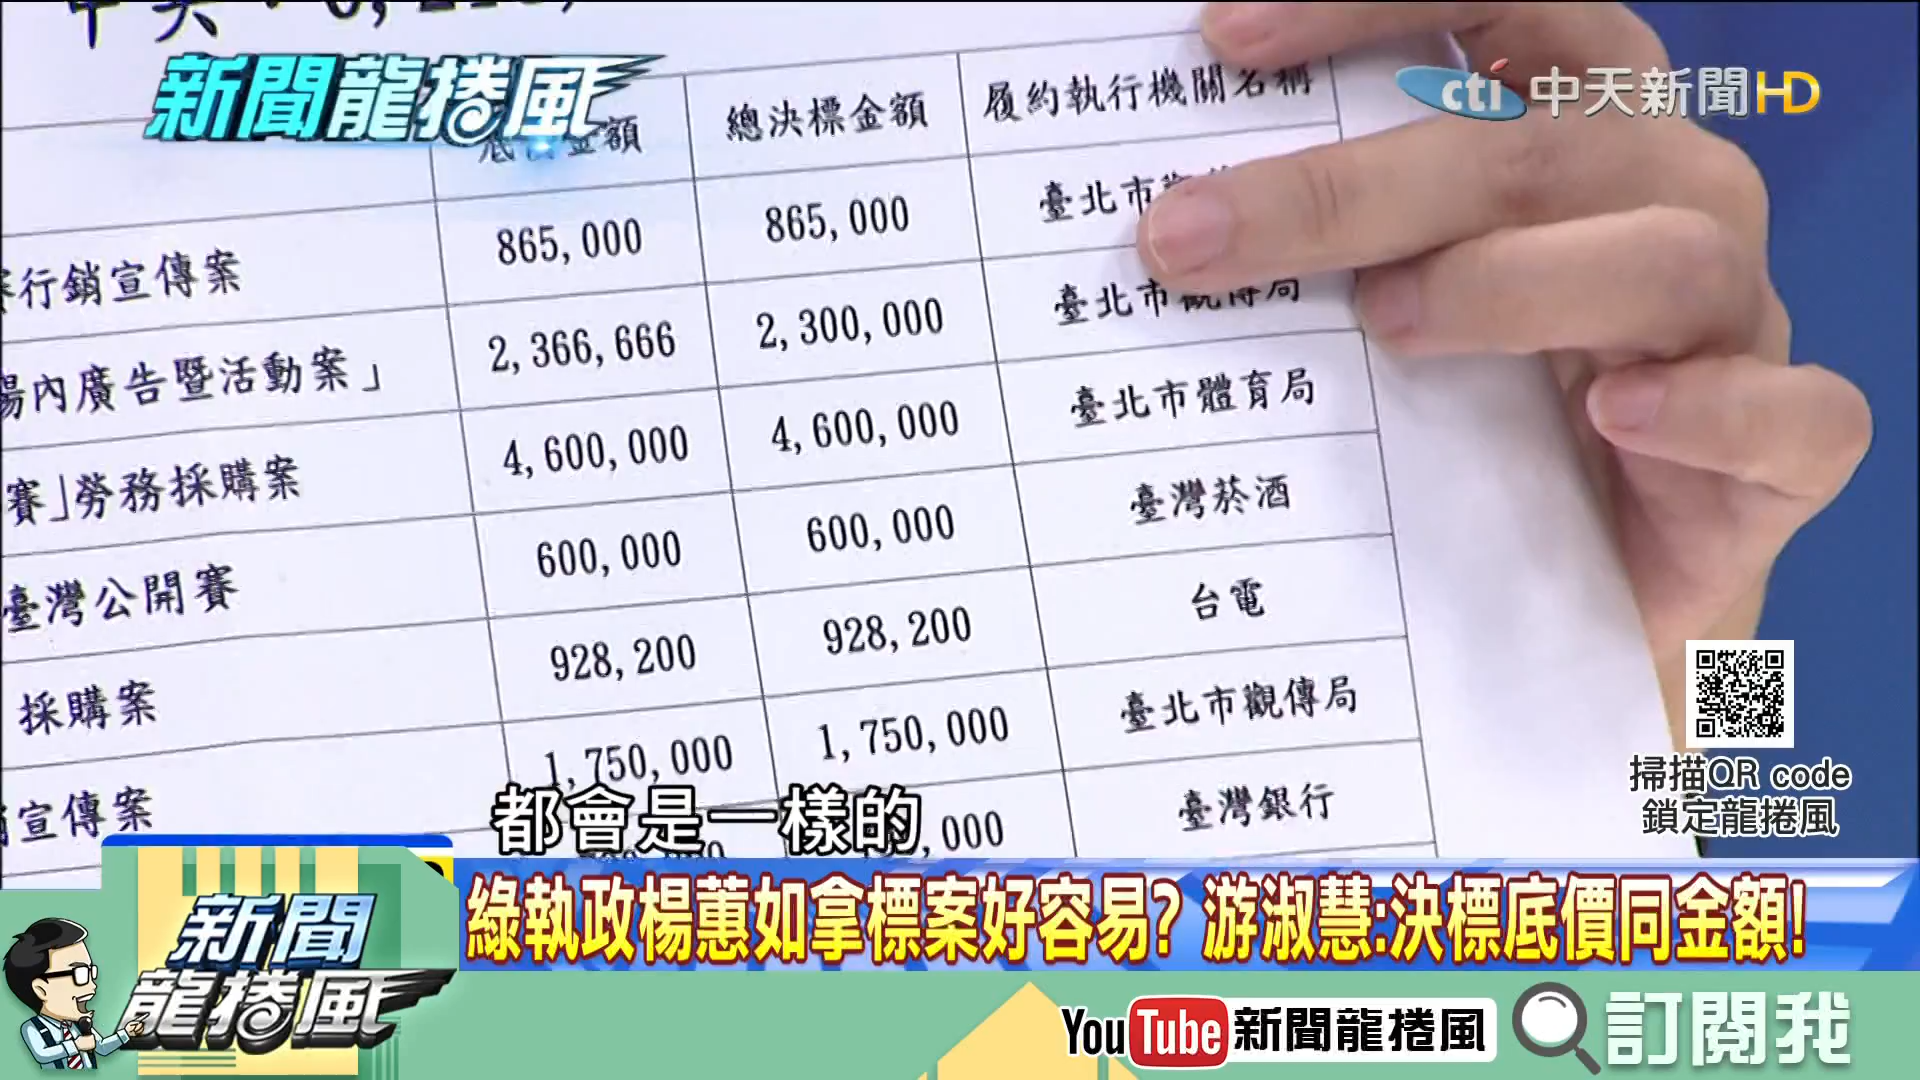 新聞龍捲風
cti 中天新聞HD
總決標金額 履約執行機關名稱
行銷宣傳案 865,000 865,000 臺北市
場內廣告暨活動案」 2,366,666 2,300,000 臺北市觀傳局
賽」勞務採購案 4,600,000 4,600,000 臺北市體育局
臺灣公開賽 600,000 600,000 臺灣菸酒
採購案 928,200 928,200 台電
宣傳案 1,750,000 1,750,000 臺北市觀傳局
,000 臺灣銀行
掃描QR code
鎖定龍捲風
都會是一樣的
綠執政楊蕙如拿標案好容易? 游淑慧:決標底價同金額!
新聞
龍捲風
YouTube 新聞龍捲風 訂閱我